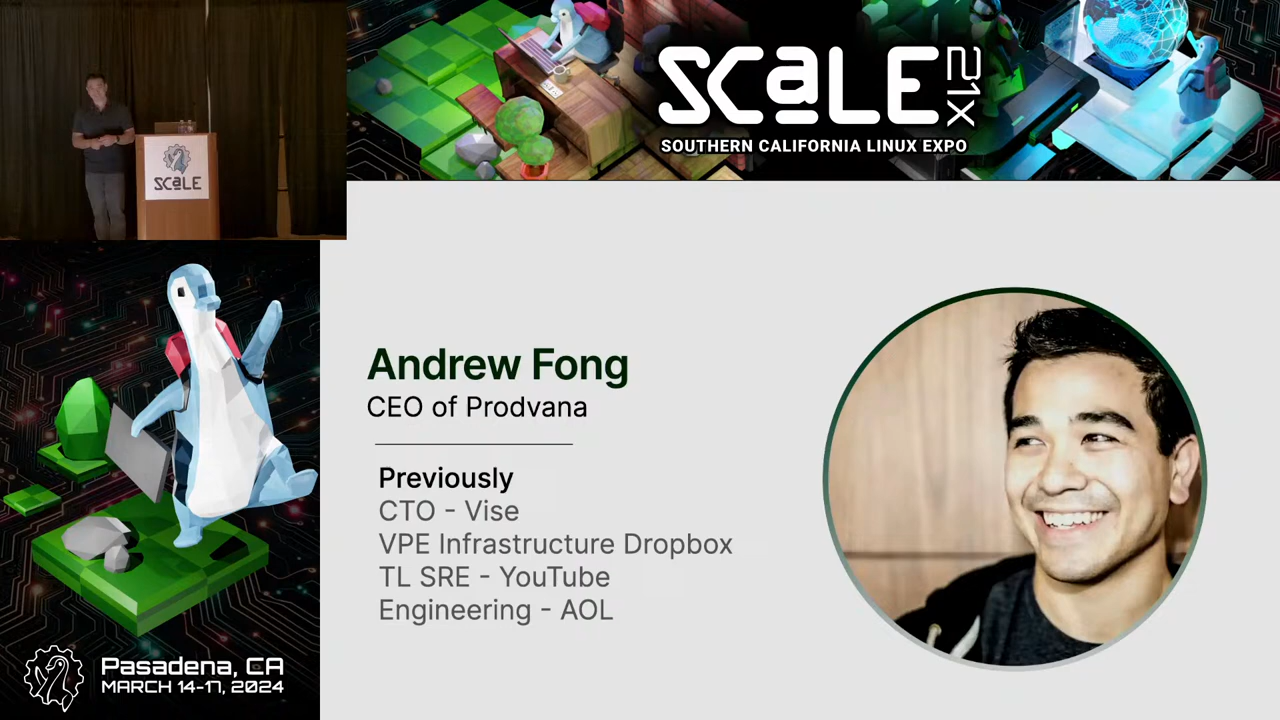 SCaLE
SCaLE 21X
SOUTHERN CALIFORNIA LINUX EXPO
Andrew Fong
CEO of Prodvana
Previously
CTO - Vise
VPE Infrastructure Dropbox
TL SRE - YouTube
Engineering - AOL
Pasadena, CA
MARCH 14-17, 2024